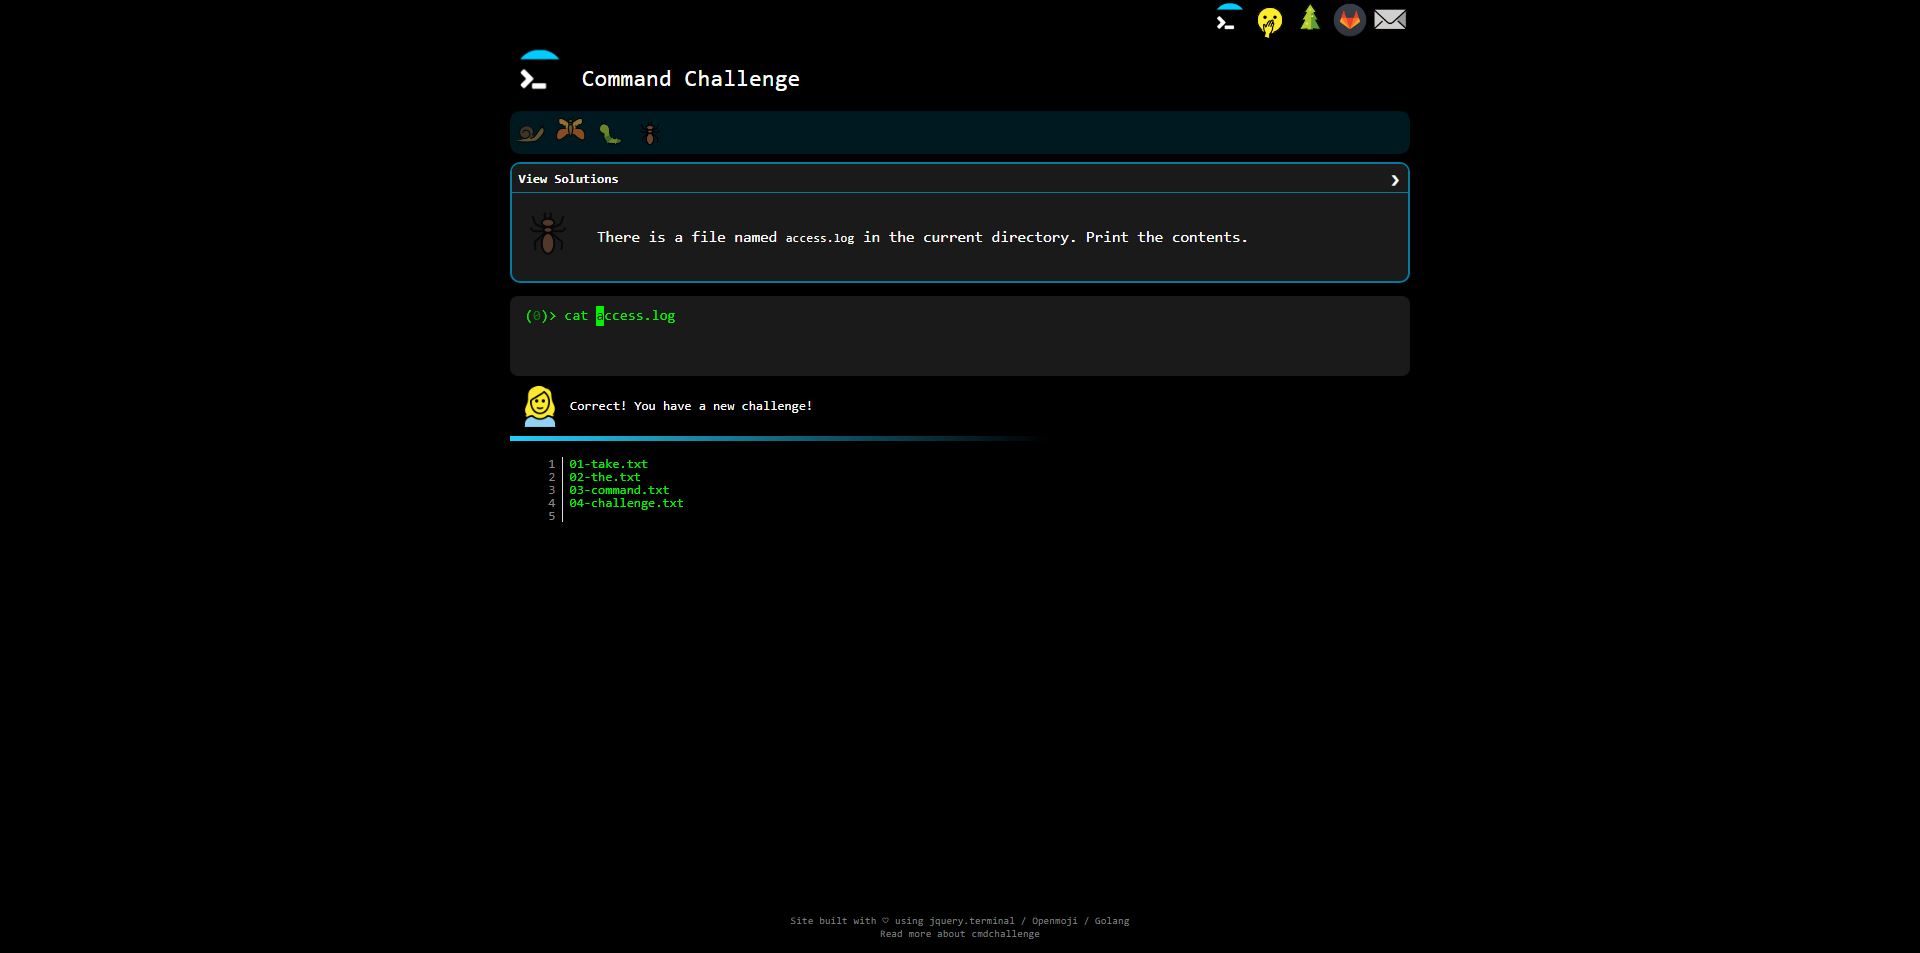 Command Challenge
View Solutions
There is a file named access.log in the current directory. Print the contents.
(0)> cat access.log
Correct! You have a new challenge!
1 01-take.txt
2 02-the.txt
3 03-command.txt
4 04-challenge.txt
5
Site built with ♡ using jquery.terminal / Openmoji / Golang
Read more about cmdchallenge